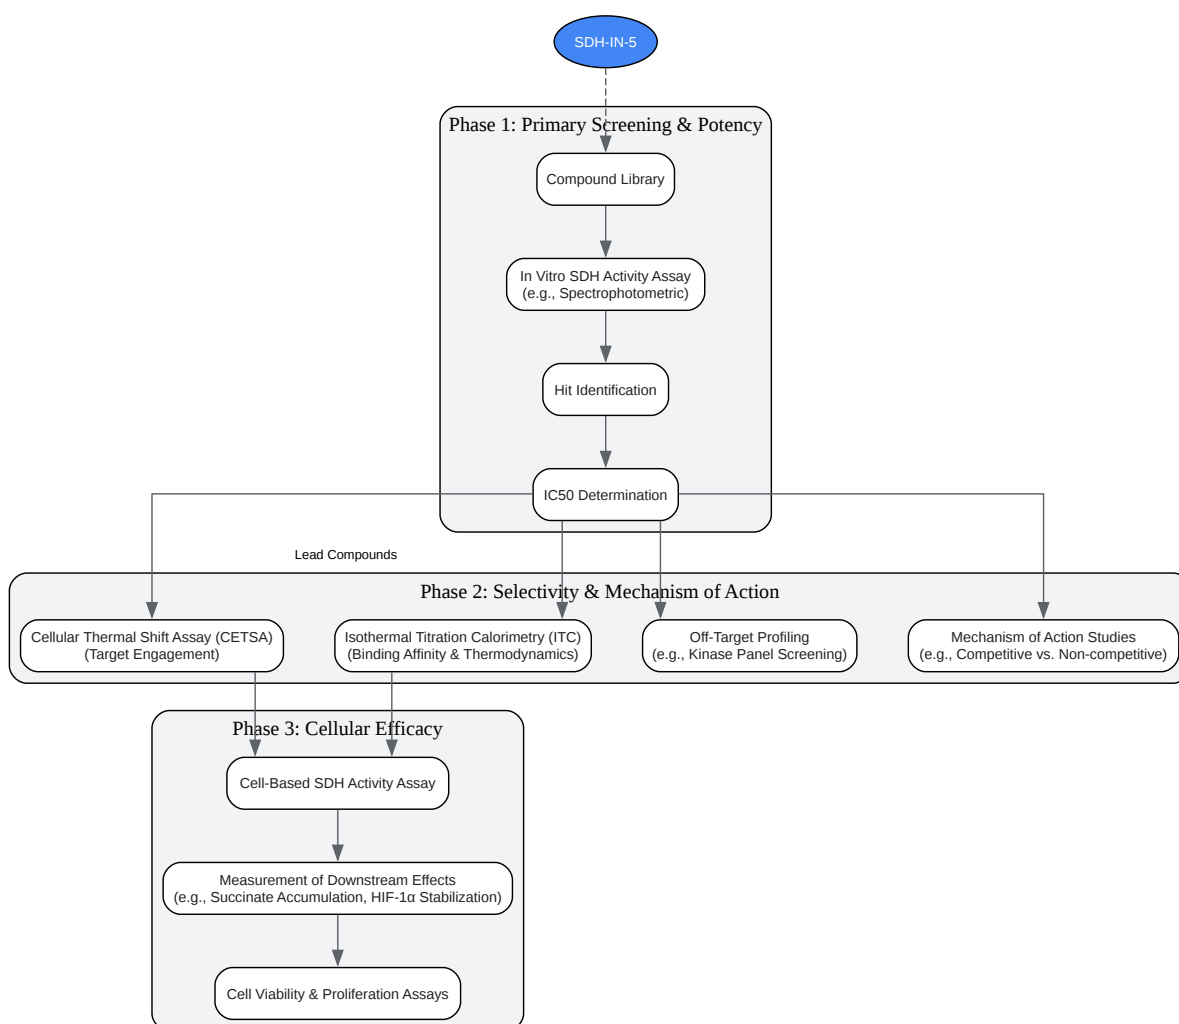 SDH-IN-5
Phase 1: Primary Screening & Potency
Compound Library
In Vitro SDH Activity Assay
(e.g., Spectrophotometric)
Hit Identification
IC50 Determination
Lead Compounds
Phase 2: Selectivity & Mechanism of Action
Cellular Thermal Shift Assay (CETSA)
(Target Engagement)
Isothermal Titration Calorimetry (ITC)
(Binding Affinity & Thermodynamics)
Off-Target Profiling
(e.g., Kinase Panel Screening)
Mechanism of Action Studies
(e.g., Competitive vs. Non-competitive)
Phase 3: Cellular Efficacy
Cell-Based SDH Activity Assay
Measurement of Downstream Effects
(e.g., Succinate Accumulation, HIF-1α Stabilization)
Cell Viability & Proliferation Assays